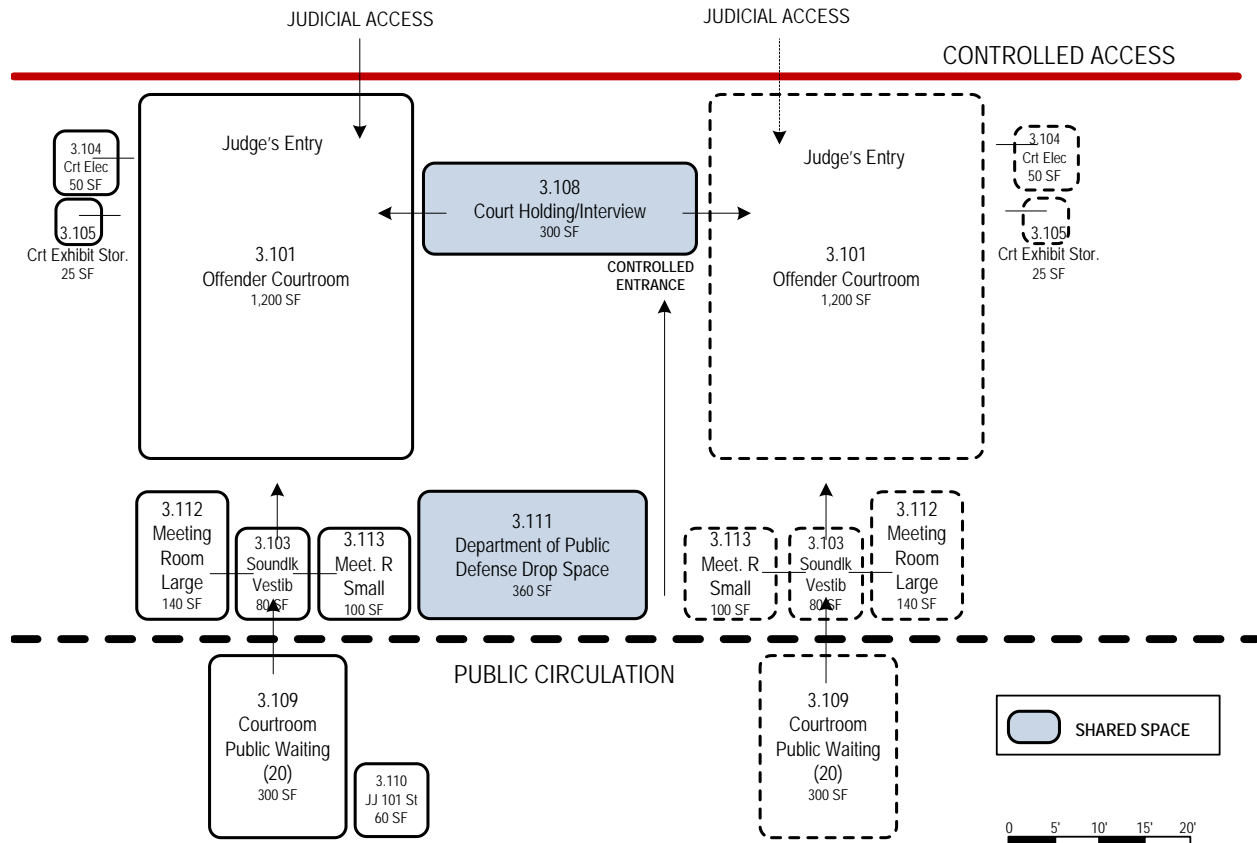 JUDICIAL ACCESS
JUDICIAL ACCESS
CONTROLLED ACCESS
3.104
Crt Elec
50 SF
3.105
Crt Exhibit Stor.
25 SF
Judge's Entry
3.101
Offender Courtroom
1,200 SF
3.108
Court Holding/Interview
300 SF
CONTROLLED
ENTRANCE
Judge's Entry
3.101
Offender Courtroom
1,200 SF
3.104
Crt Elec
50 SF
3.105
Crt Exhibit Stor.
25 SF
3.112
Meeting
Room
Large
140 SF
3.103
Soundlk
Vestib
80 SF
3.113
Meet. R
Small
100 SF
3.111
Department of Public
Defense Drop Space
360 SF
3.113
Meet. R
Small
100 SF
3.103
Soundlk
Vestib
80 SF
3.112
Meeting
Room
Large
140 SF
PUBLIC CIRCULATION
3.109
Courtroom
Public Waiting
(20)
300 SF
3.110
JJ 101 St
60 SF
3.109
Courtroom
Public Waiting
(20)
300 SF
SHARED SPACE
0 5' 10' 15' 20'